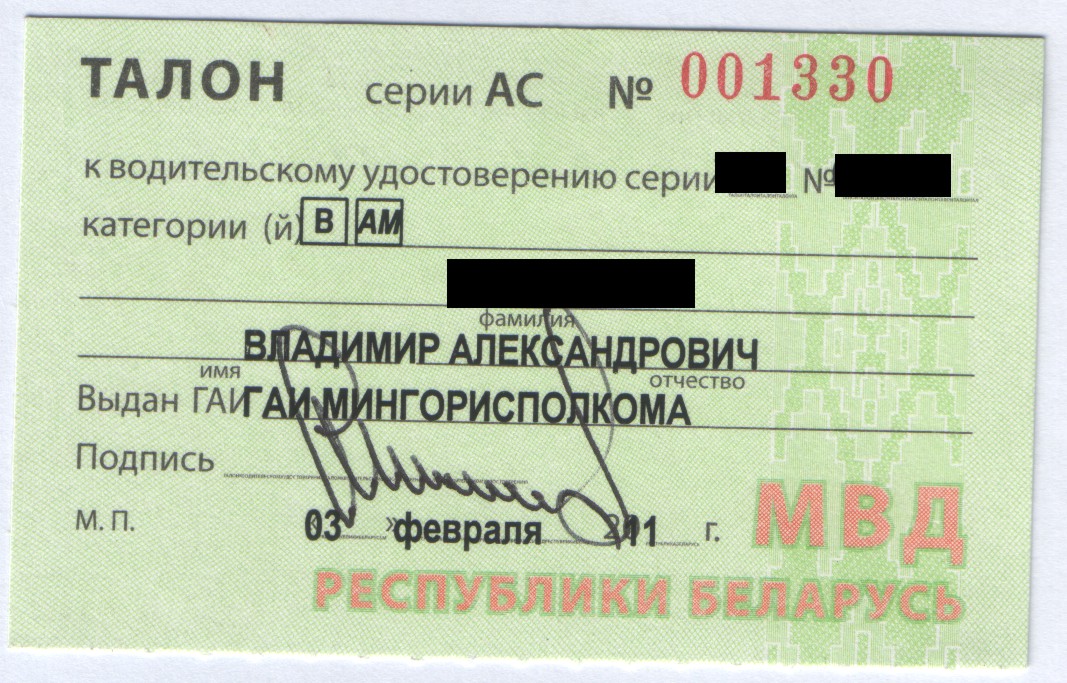 ТАЛОН серии АС № 001330
к водительскому удостоверению серии №
категории (й) B AM
фамилия
ВЛАДИМИР АЛЕКСАНДРОВИЧ
имя отчество
Выдан ГАИ ГАИ МИНГОРИСПОЛКОМА
Подпись
М. П. «03» февраля 2011 г.
МВД
РЕСПУБЛИКИ БЕЛАРУСЬ